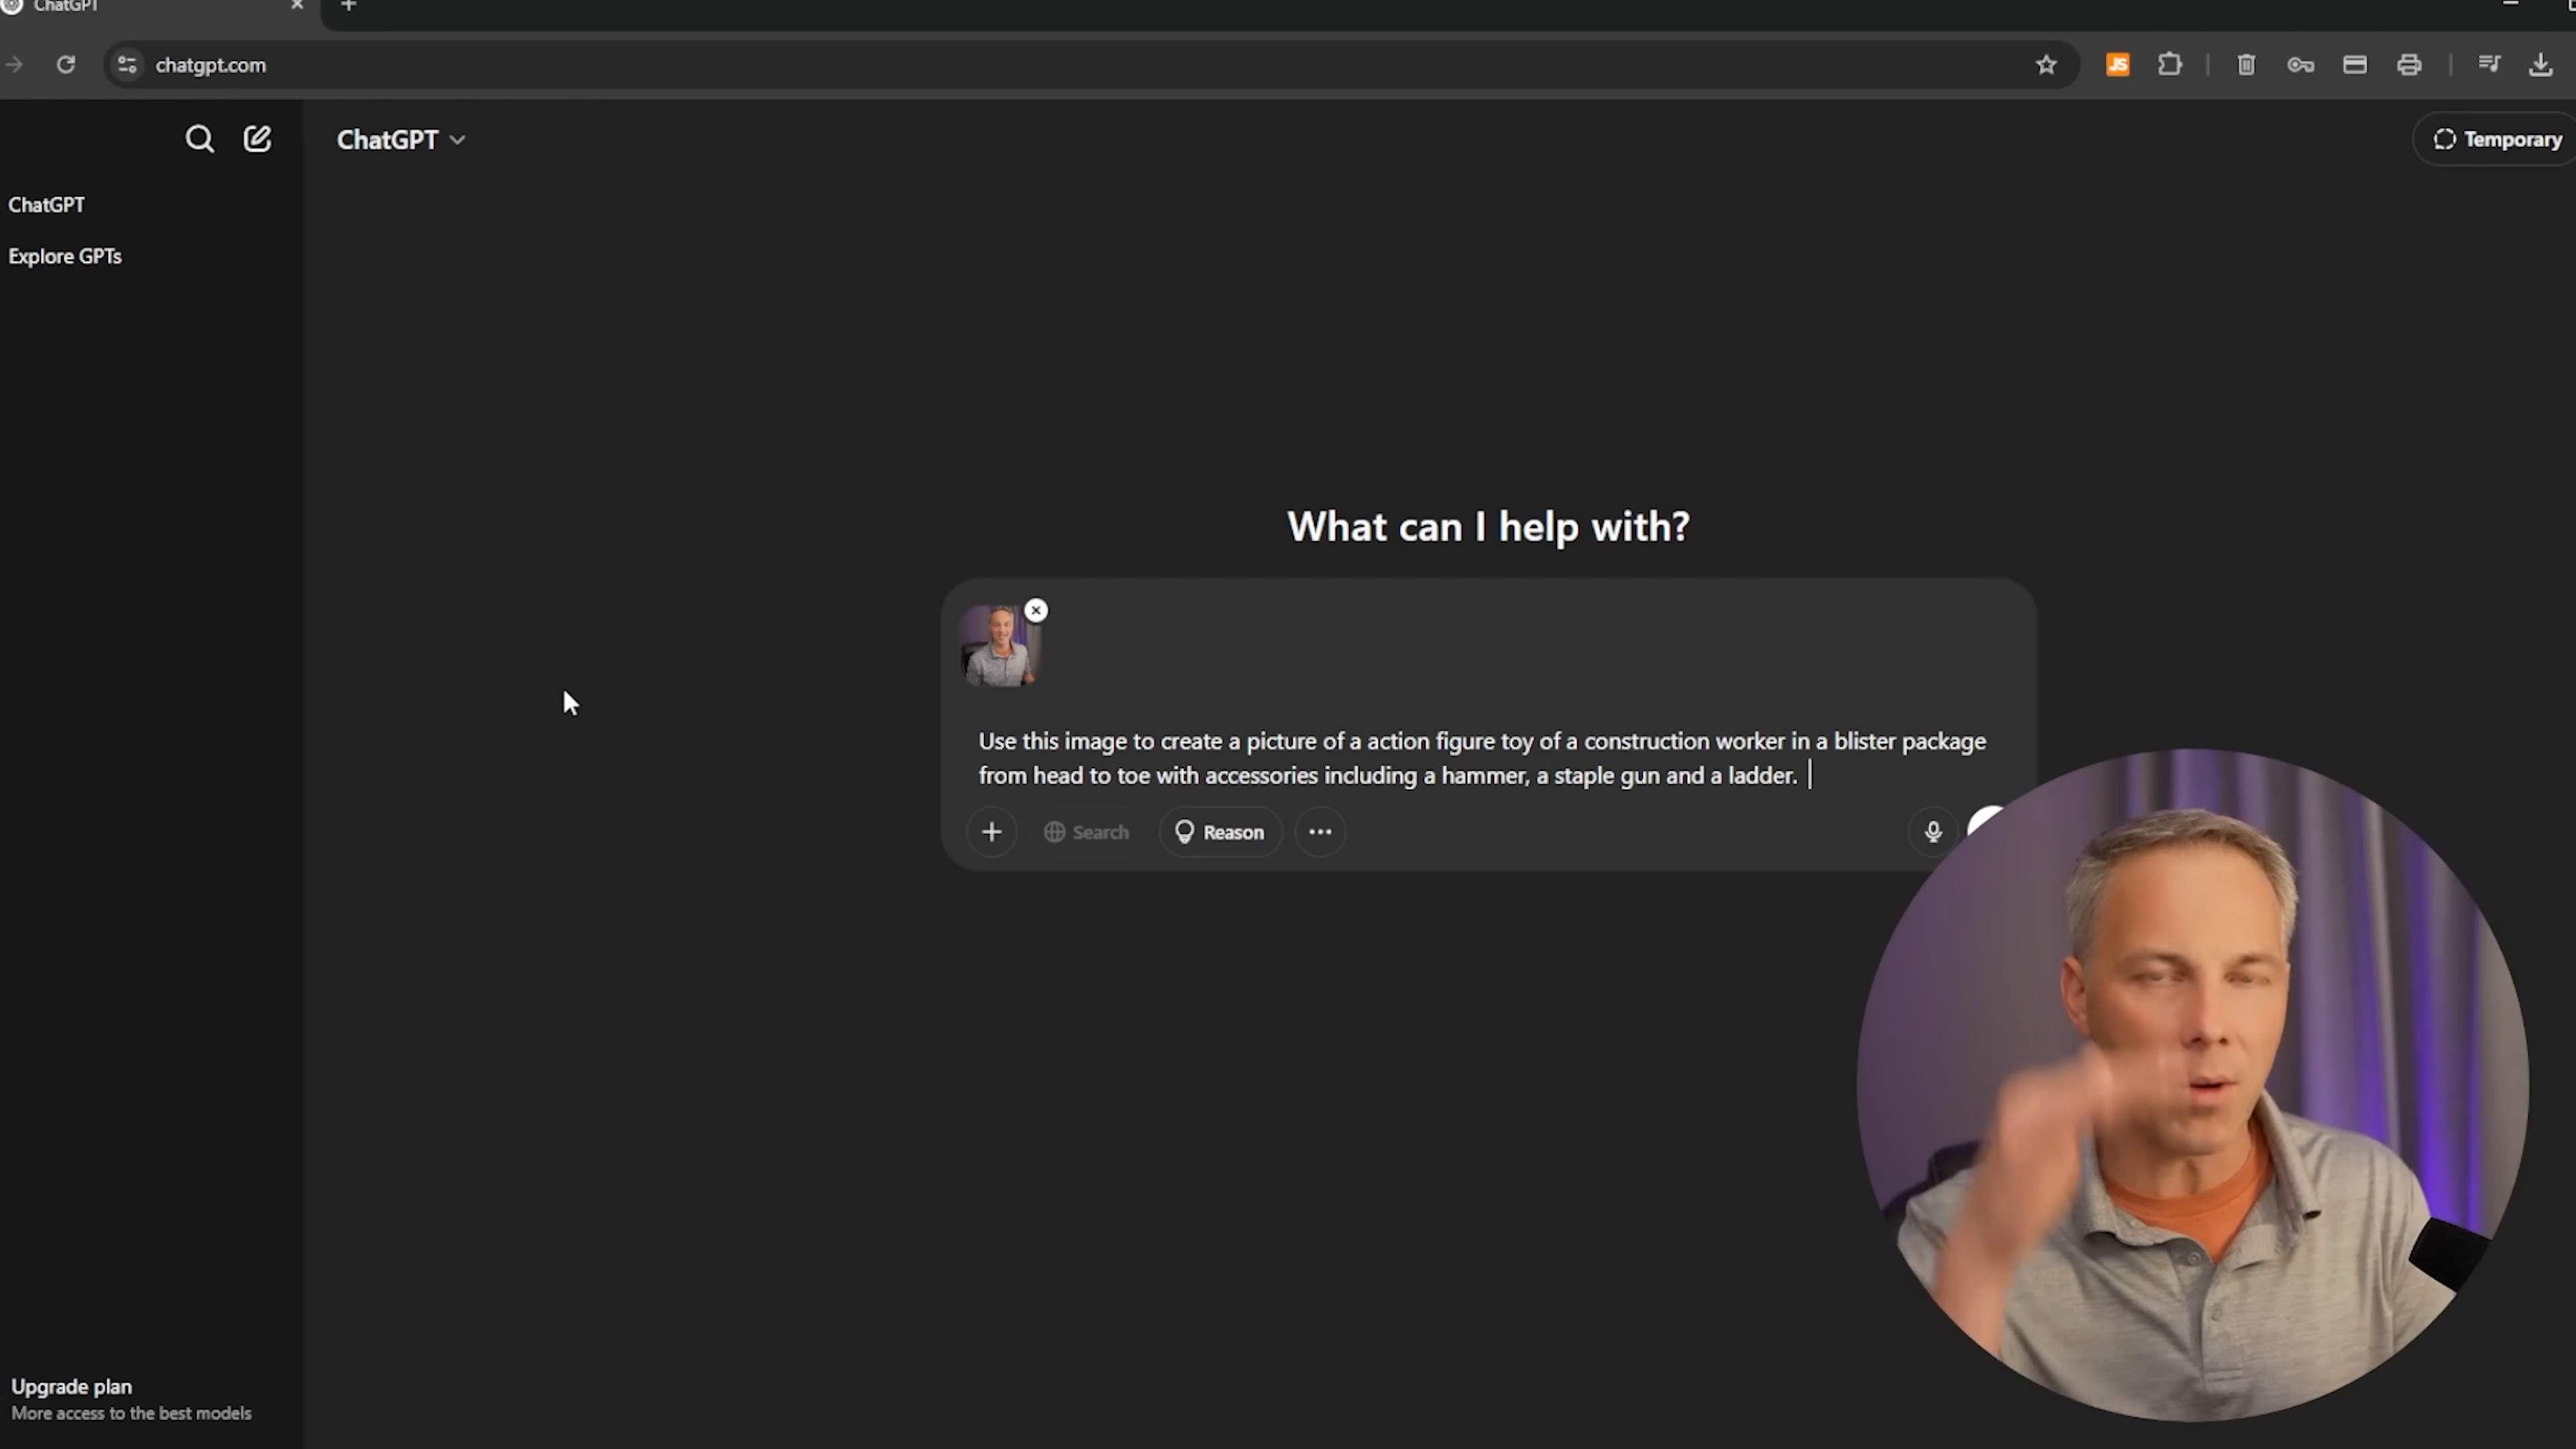 ChatGPT
chatgpt.com
JS
ChatGPT
Temporary
ChatGPT
Explore GPTs
What can I help with?
Use this image to create a picture of a action figure toy of a construction worker in a blister package
from head to toe with accessories including a hammer, a staple gun and a ladder.
Search
Reason
Upgrade plan
More access to the best models